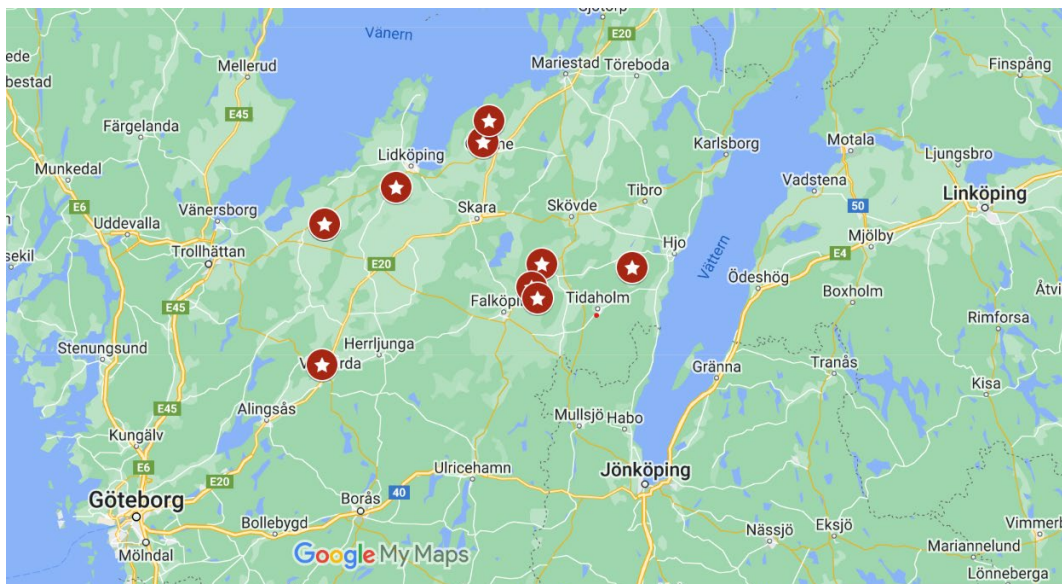 Sjötorp
Vänern
E20
ede
Mellerud
Mariestad
Töreboda
Finspång
bestad
E45
Färgelanda
Karlsborg
Motala
Lidköping
Ljungsbro
Munkedal
Tibro
Vadstena
Linköping
E6
Vänersborg
Skara
Skövde
50
Uddevalla
Mjölby
Trollhättan
Hjo
Vättern
E4
sekil
E20
Ödeshög
Åtvi
Boxholm
E45
Tidaholm
Rimforsa
Stenungsund
Herrljunga
Gränna
Tranås
Kisa
E45
Alingsås
Mullsjö
Habo
Kungälv
E6
Ulricehamn
Jönköping
E20
Göteborg
Borås
40
Bollebygd
Nässjö
Eksjö
Vimmerb
Mölndal
Google My Maps
Mariannelund
Lönneberga